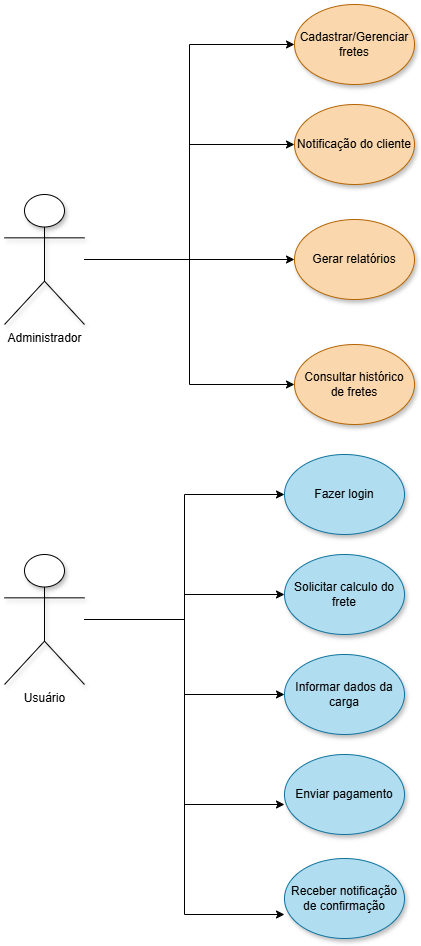 Cadastrar/Gerenciar
fretes
Notificação do cliente
Gerar relatórios
Administrador
Consultar histórico
de fretes
Fazer login
Solicitar calculo do
frete
Usuário
Informar dados da
carga
Enviar pagamento
Receber notificação
de confirmação